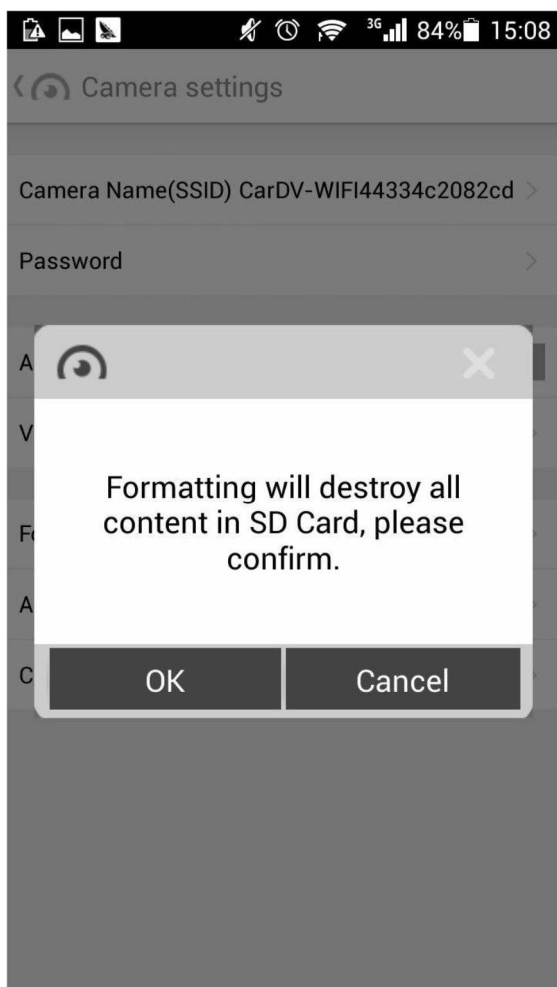 3G 84% 15:08
Camera settings
Camera Name(SSID) CarDV-WIFI44334c2082cd
Password
A
V
Fo
A
C
Formatting will destroy all
content in SD Card, please
confirm.
OK Cancel